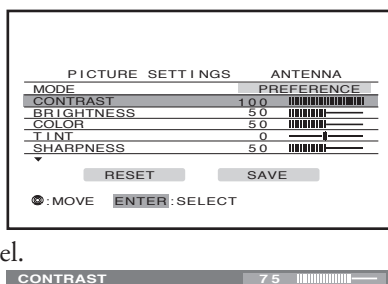 PICTURE SETTINGS ANTENNA
MODE PREFERENCE
CONTRAST 100
BRIGHTNESS 50
COLOR 50
TINT 0
SHARPNESS 50
RESET SAVE
:MOVE ENTER:SELECT
el.
CONTRAST 75